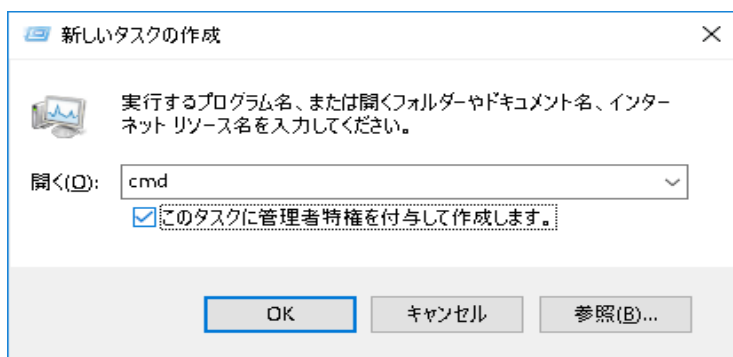 新しいタスクの作成
実行するプログラム名、または開くフォルダーやドキュメント名、インター
ネット リソース名を入力してください。
開く(O): cmd
このタスクに管理者特権を付与して作成します。
OK キャンセル 参照(B)...